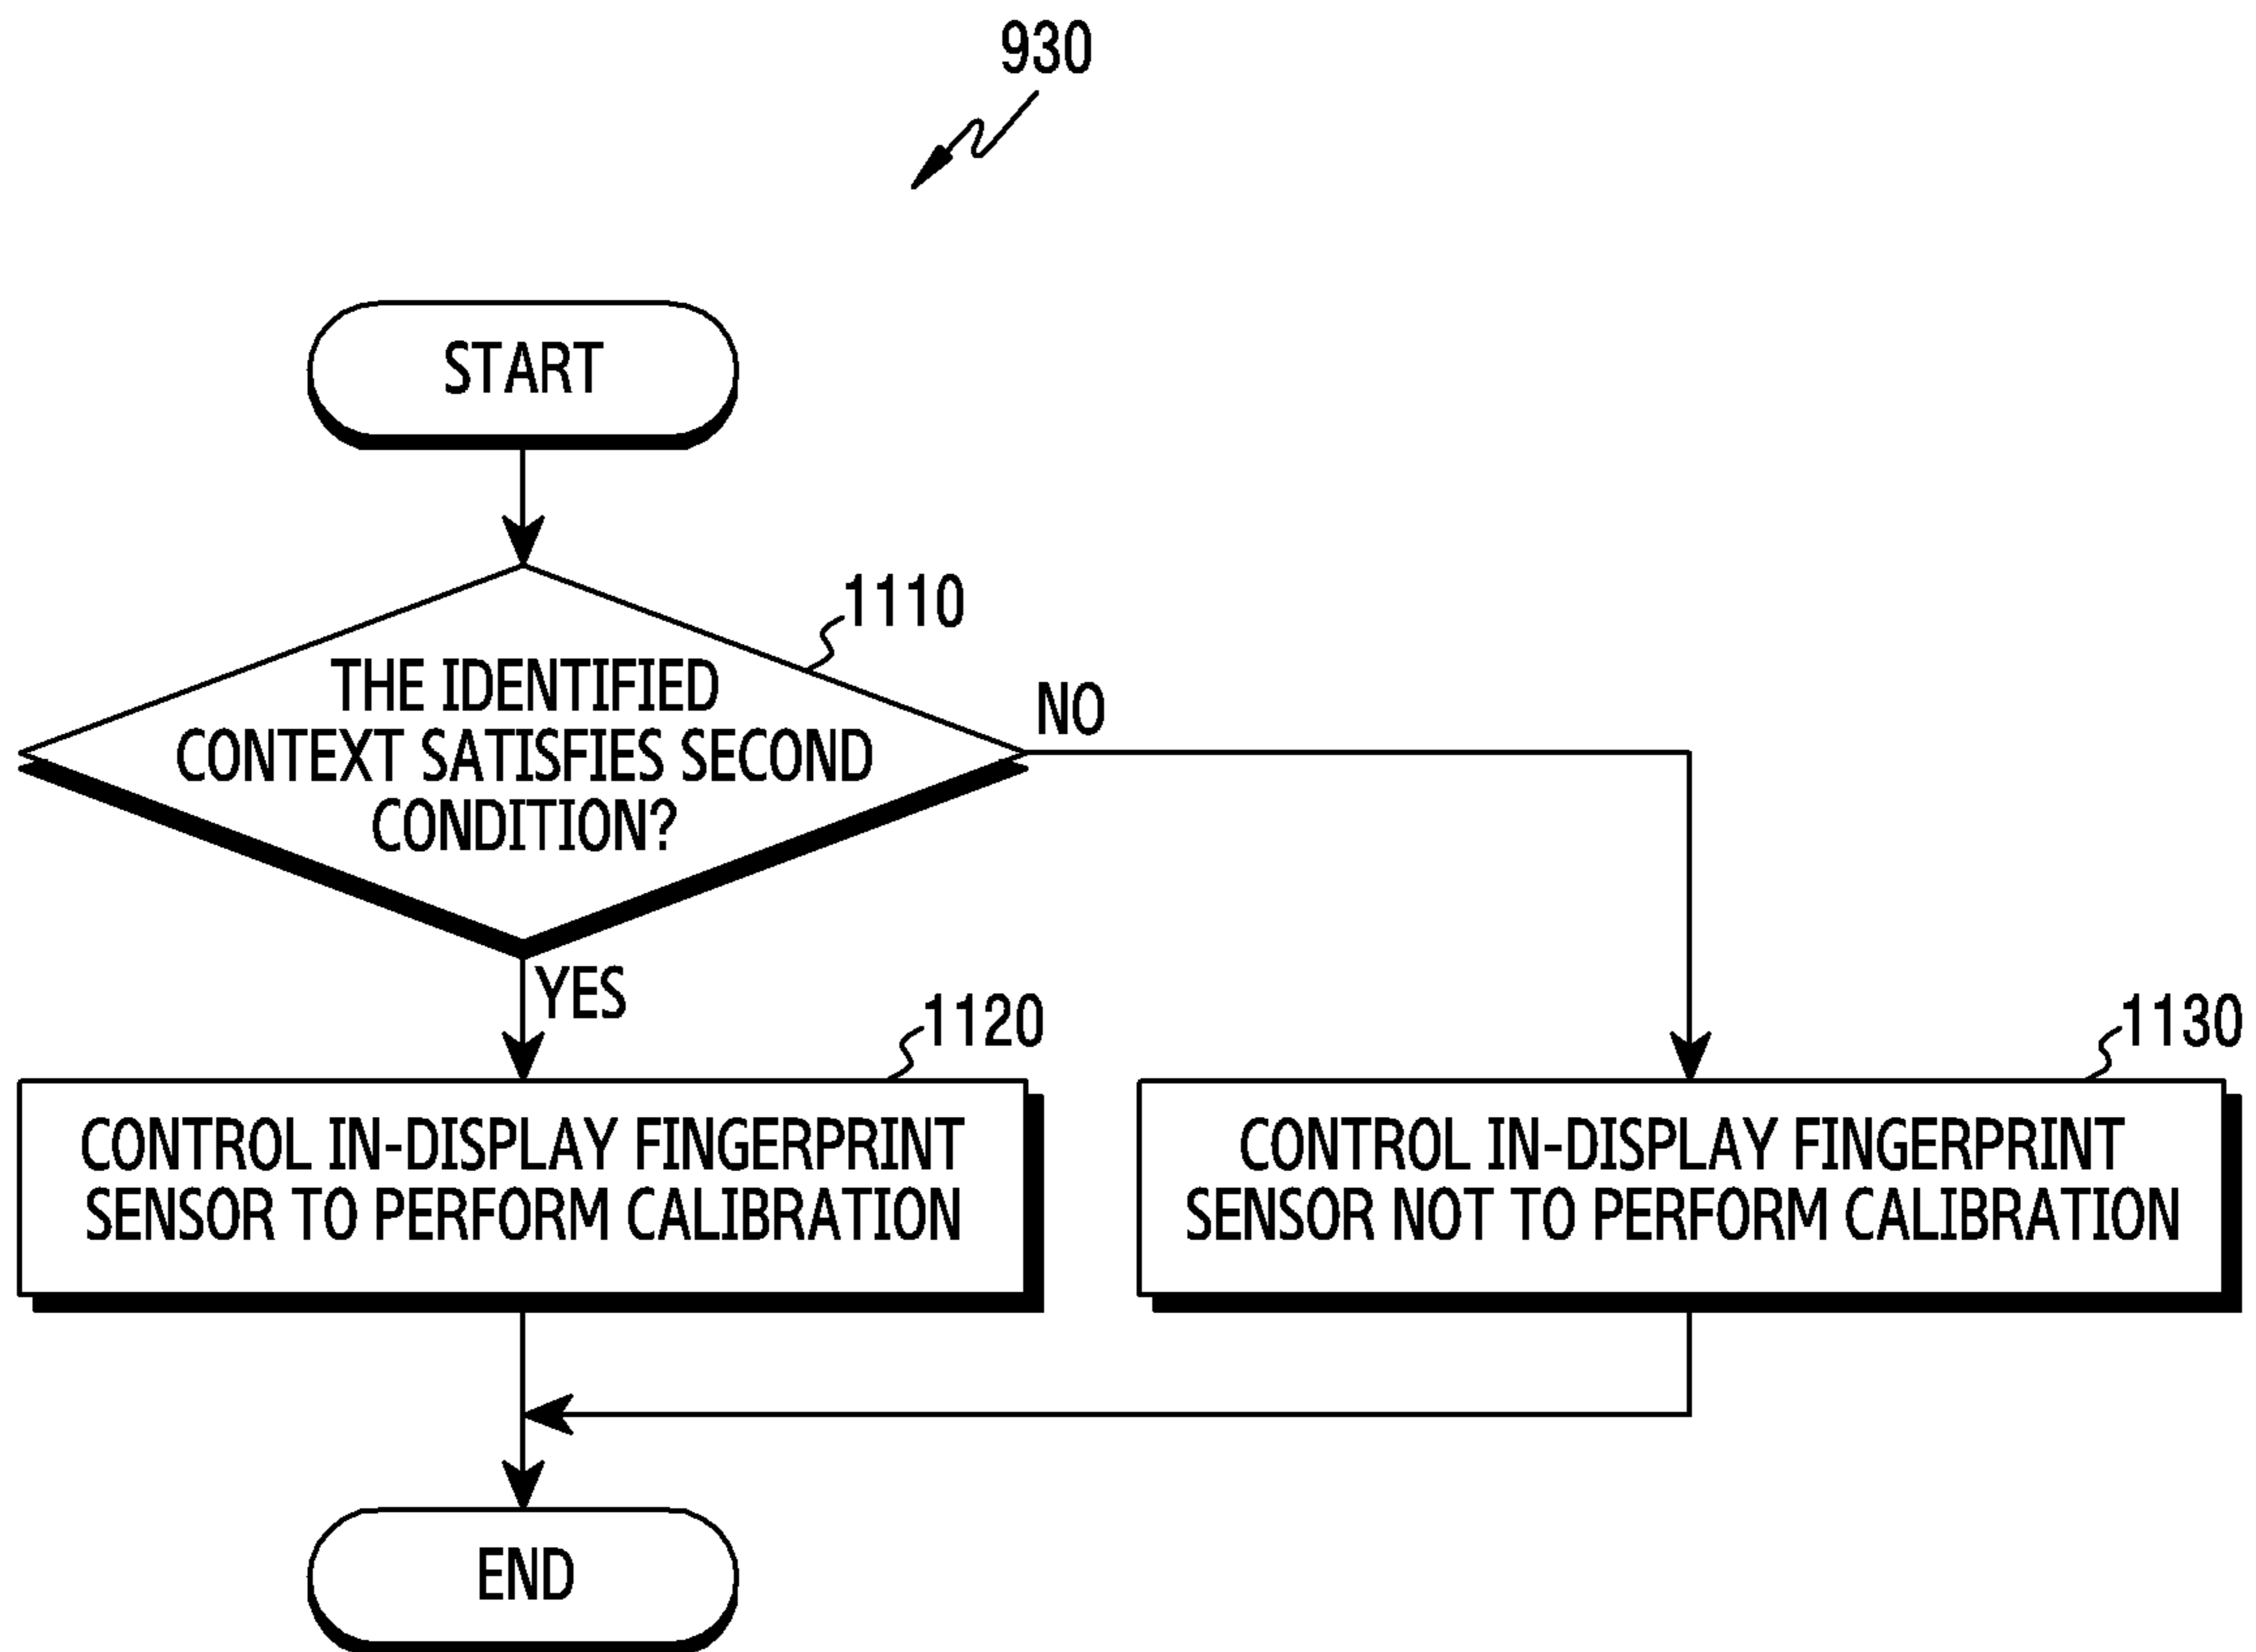 930
START
1110
THE IDENTIFIED
CONTEXT SATISFIES SECOND
CONDITION?
NO
YES
1120
CONTROL IN-DISPLAY FINGERPRINT
SENSOR TO PERFORM CALIBRATION
1130
CONTROL IN-DISPLAY FINGERPRINT
SENSOR NOT TO PERFORM CALIBRATION
END